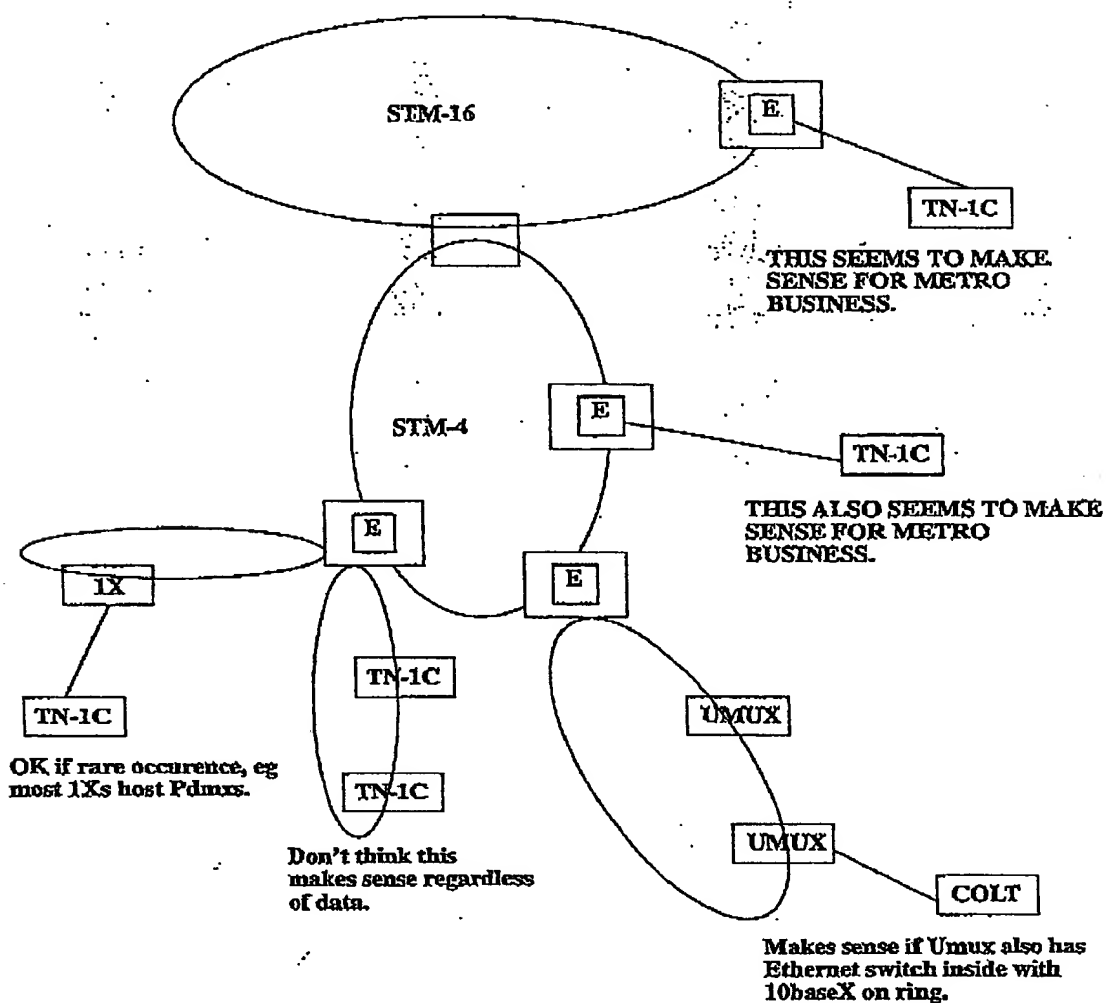 STM-16
E
TN-1C
THIS SEEMS TO MAKE
SENSE FOR METRO
BUSINESS.
STM-4
E
TN-1C
THIS ALSO SEEMS TO MAKE
SENSE FOR METRO
BUSINESS.
E
E
1X
TN-1C
OK if rare occurence, eg
most 1Xs host Pdmxs.
TN-1C
TN-1C
Don't think this
makes sense regardless
of data.
UMUX
UMUX
COLT
Makes sense if Umux also has
Ethernet switch inside with
10baseX on ring.